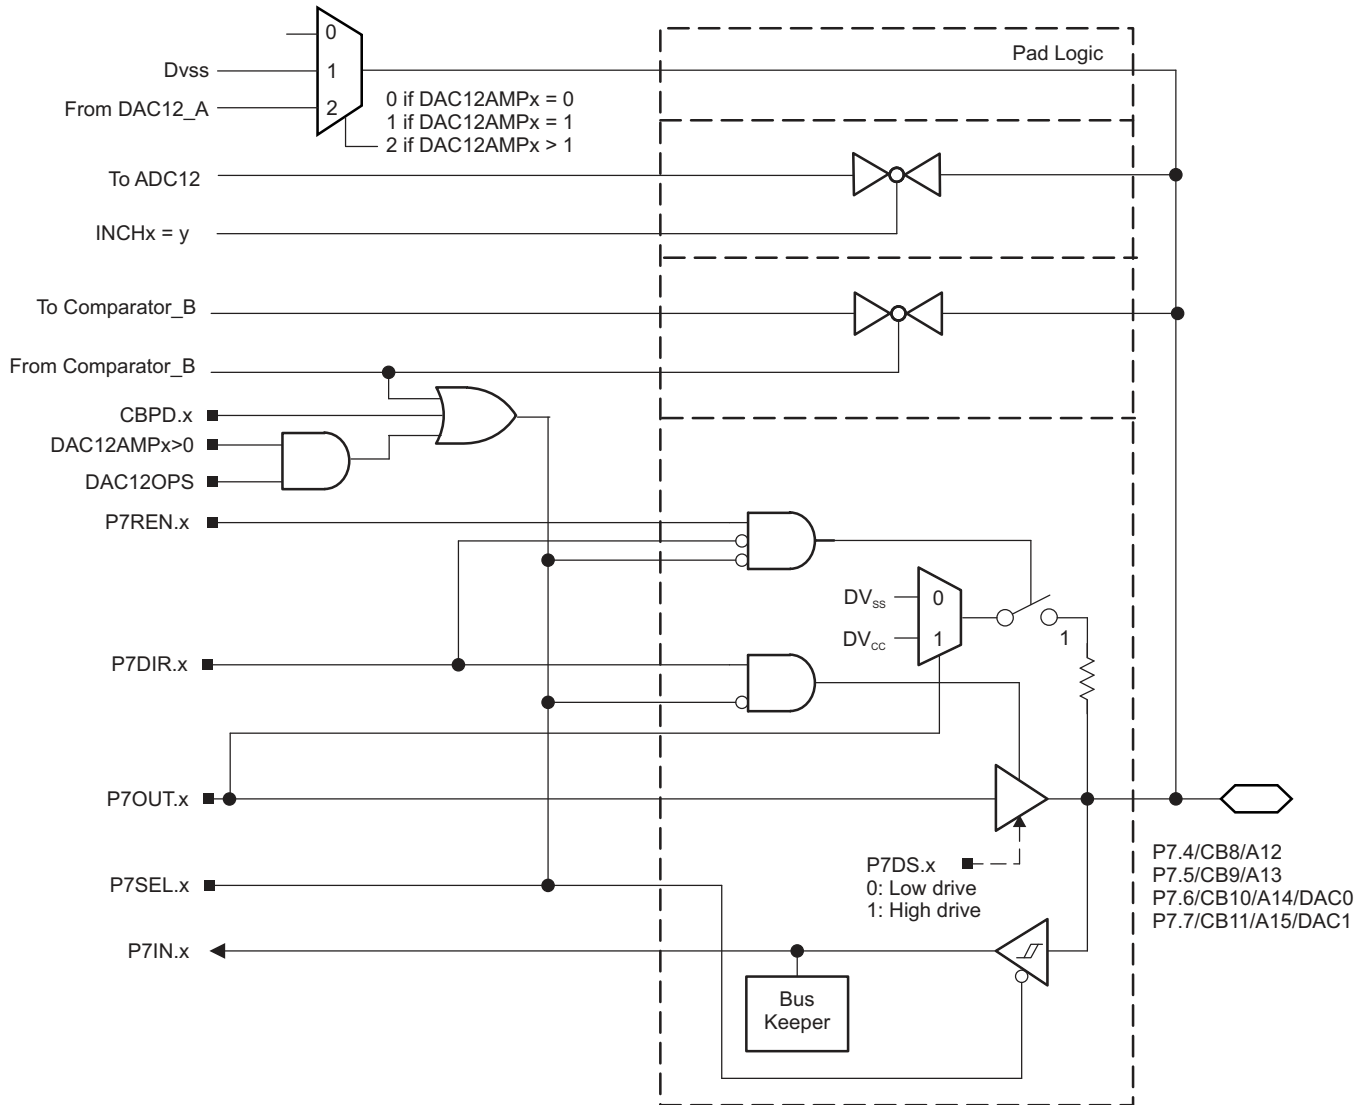 0
Dvss
1
From DAC12_A
2
0 if DAC12AMPx = 0
1 if DAC12AMPx = 1
2 if DAC12AMPx > 1
Pad Logic
To ADC12
INCHx = y
To Comparator_B
From Comparator_B
CBPD.x
DAC12AMPx>0
DAC12OPS
P7REN.x
DVSS
0
DVCC
1
1
P7DIR.x
P7OUT.x
P7DS.x
0: Low drive
1: High drive
P7SEL.x
P7.4/CB8/A12
P7.5/CB9/A13
P7.6/CB10/A14/DAC0
P7.7/CB11/A15/DAC1
P7IN.x
Bus
Keeper